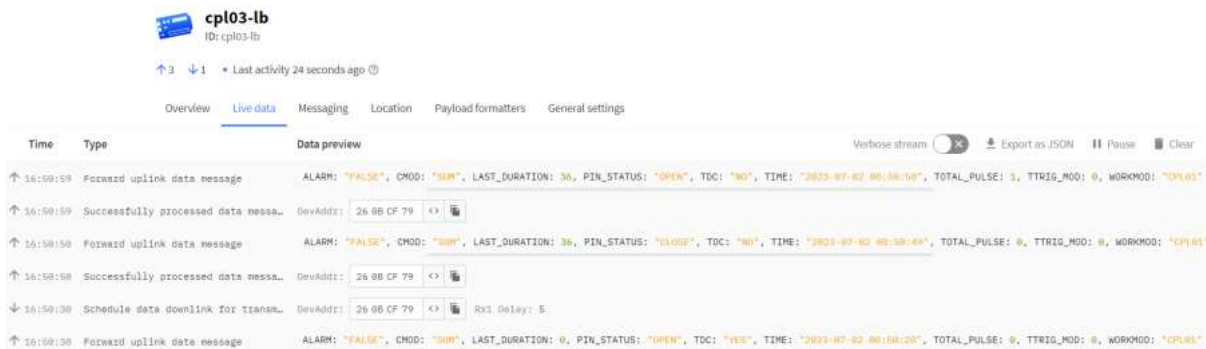 cpl03-lb
ID: cpl03-lb
↑3 ↓1 • Last activity 24 seconds ago
Overview Live data Messaging Location Payload formatters General settings
Time Type Data preview Verbose stream Export as JSON Pause Clear
↑ 16:50:59 Forward uplink data message ALARM: "FALSE", CMOD: "SUM", LAST_DURATION: 36, PIN_STATUS: "OPEN", TDC: "NO", TIME: "2023-07-02 08:50:58", TOTAL_PULSE: 1, TTRIG_MOD: 0, WORKMOD: "CPL01"
↑ 16:50:59 Successfully processed data messa… DevAddr: 26 0B CF 79 <>
↑ 16:50:50 Forward uplink data message ALARM: "FALSE", CMOD: "SUM", LAST_DURATION: 36, PIN_STATUS: "CLOSE", TDC: "NO", TIME: "2023-07-02 08:50:49", TOTAL_PULSE: 0, TTRIG_MOD: 0, WORKMOD: "CPL01"
↑ 16:50:50 Successfully processed data messa… DevAddr: 26 0B CF 79 <>
↓ 16:50:30 Schedule data downlink for transm… DevAddr: 26 0B CF 79 <> Rx1 Delay: 5
↑ 16:50:30 Forward uplink data message ALARM: "FALSE", CMOD: "SUM", LAST_DURATION: 0, PIN_STATUS: "OPEN", TDC: "YES", TIME: "2023-07-02 08:50:28", TOTAL_PULSE: 0, TTRIG_MOD: 0, WORKMOD: "CPL01"